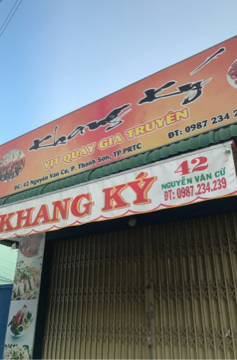 Khang Ký
VỊT QUAY GIA TRUYỀN
ĐC: 42 Nguyễn Văn Cừ, P. Thanh Sơn, TP.PRTC
ĐT: 0987 234 2
KHANG KÝ
42
NGUYỄN VĂN CỪ
ĐT: 0987.234.239